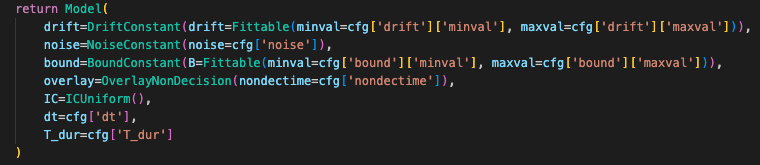 return Model(
    drift=DriftConstant(drift=Fittable(minval=cfg['drift']['minval'], maxval=cfg['drift']['maxval'])),
    noise=NoiseConstant(noise=cfg['noise']),
    bound=BoundConstant(B=Fittable(minval=cfg['bound']['minval'], maxval=cfg['bound']['maxval'])),
    overlay=OverlayNonDecision(nondectime=cfg['nondectime']),
    IC=ICUniform(),
    dt=cfg['dt'],
    T_dur=cfg['T_dur']
)